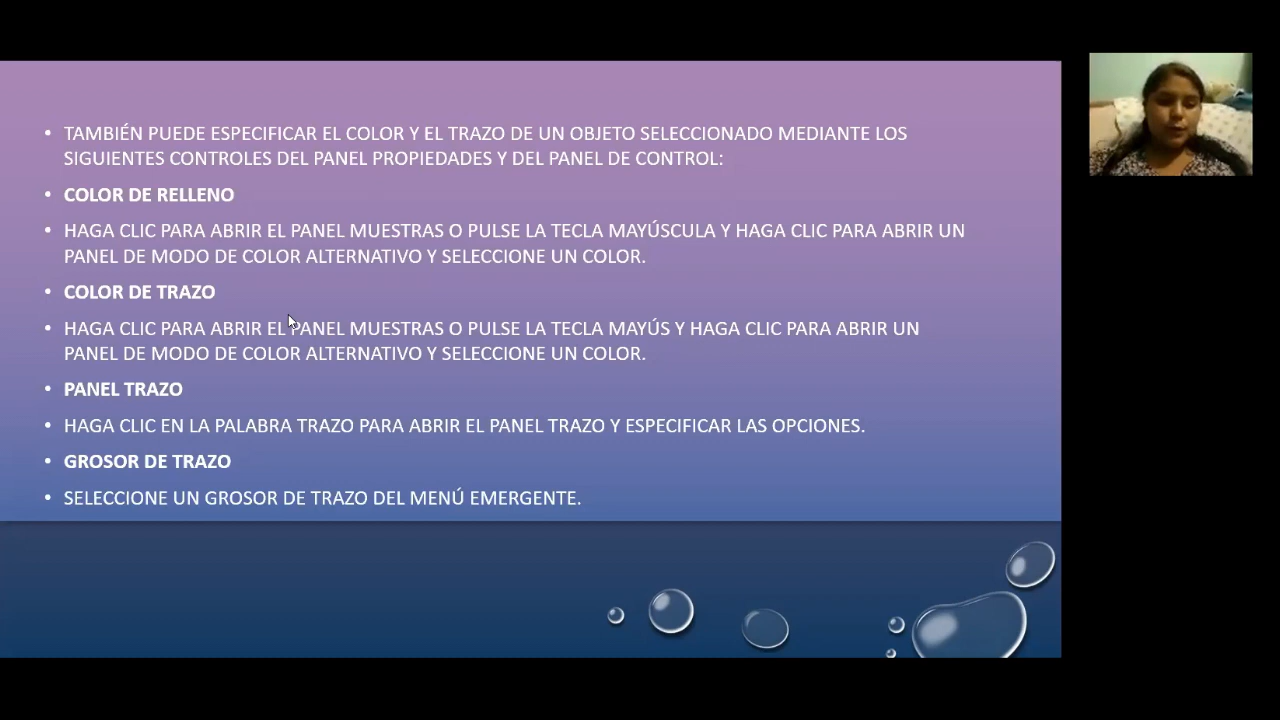 • TAMBIÉN PUEDE ESPECIFICAR EL COLOR Y EL TRAZO DE UN OBJETO SELECCIONADO MEDIANTE LOS
SIGUIENTES CONTROLES DEL PANEL PROPIEDADES Y DEL PANEL DE CONTROL:
• COLOR DE RELLENO
• HAGA CLIC PARA ABRIR EL PANEL MUESTRAS O PULSE LA TECLA MAYÚSCULA Y HAGA CLIC PARA ABRIR UN
PANEL DE MODO DE COLOR ALTERNATIVO Y SELECCIONE UN COLOR.
• COLOR DE TRAZO
• HAGA CLIC PARA ABRIR EL PANEL MUESTRAS O PULSE LA TECLA MAYÚS Y HAGA CLIC PARA ABRIR UN
PANEL DE MODO DE COLOR ALTERNATIVO Y SELECCIONE UN COLOR.
• PANEL TRAZO
• HAGA CLIC EN LA PALABRA TRAZO PARA ABRIR EL PANEL TRAZO Y ESPECIFICAR LAS OPCIONES.
• GROSOR DE TRAZO
• SELECCIONE UN GROSOR DE TRAZO DEL MENÚ EMERGENTE.